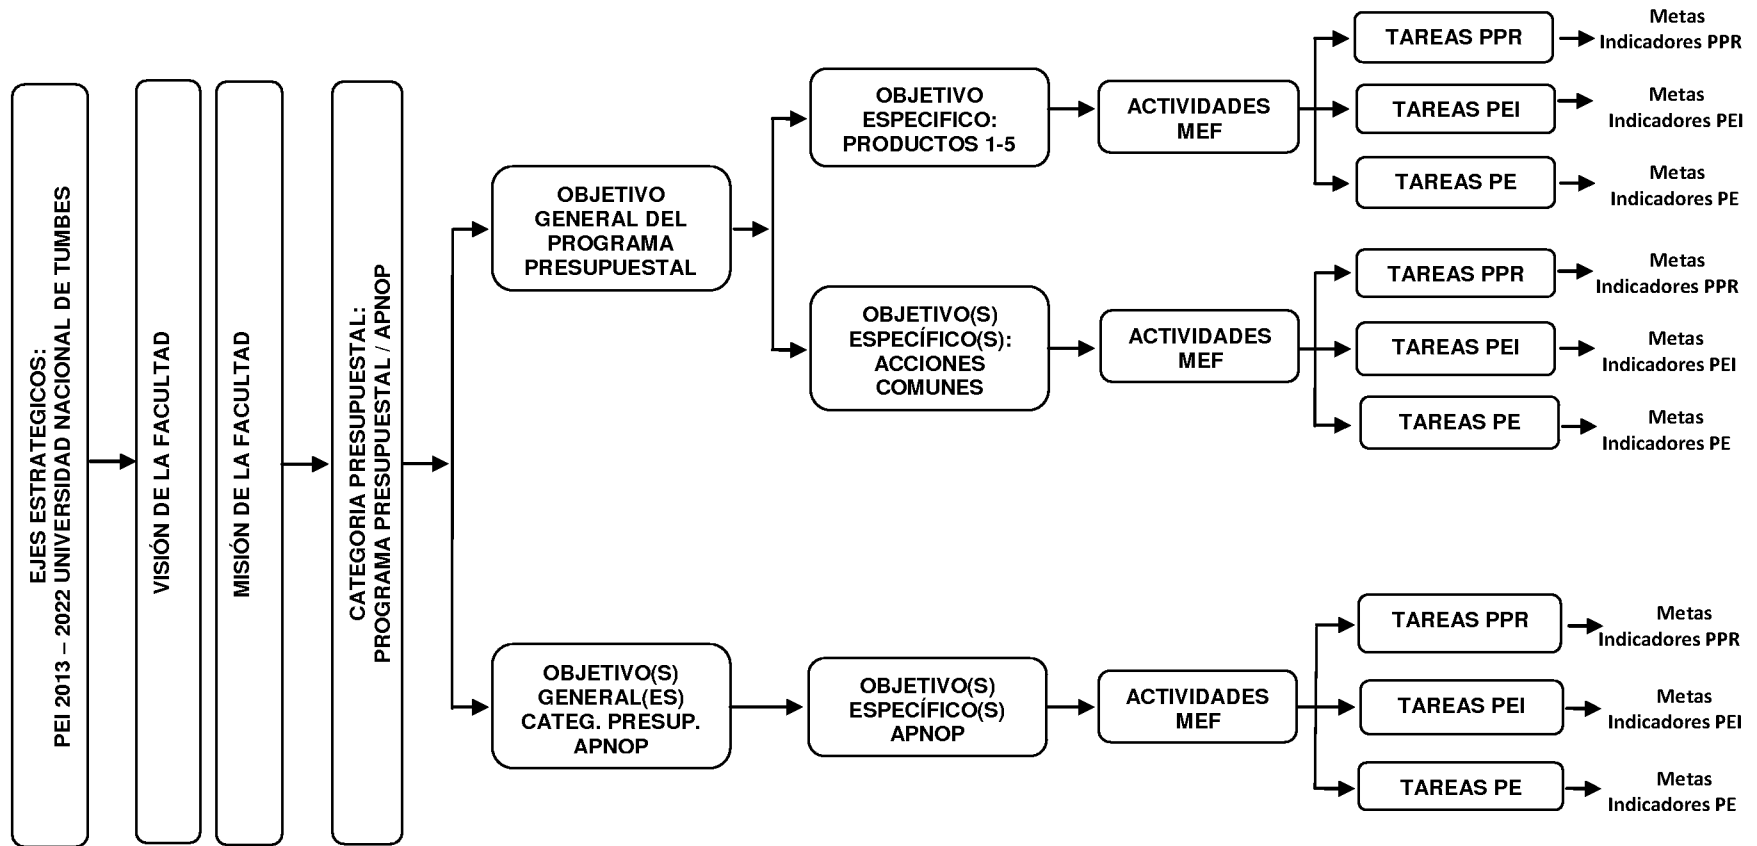 EJES ESTRATEGICOS:
PEI 2013 – 2022 UNIVERSIDAD NACIONAL DE TUMBES
VISIÓN DE LA FACULTAD
MISIÓN DE LA FACULTAD
CATEGORIA PRESUPUESTAL:
PROGRAMA PRESUPUESTAL / APNOP
OBJETIVO
GENERAL DEL
PROGRAMA
PRESUPUESTAL
OBJETIVO
ESPECIFICO:
PRODUCTOS 1-5
ACTIVIDADES
MEF
TAREAS PPR
Metas
Indicadores PPR
TAREAS PEI
Metas
Indicadores PEI
TAREAS PE
Metas
Indicadores PE
OBJETIVO(S)
ESPECÍFICO(S):
ACCIONES
COMUNES
ACTIVIDADES
MEF
TAREAS PPR
Metas
Indicadores PPR
TAREAS PEI
Metas
Indicadores PEI
TAREAS PE
Metas
Indicadores PE
OBJETIVO(S)
GENERAL(ES)
CATEG. PRESUP.
APNOP
OBJETIVO(S)
ESPECÍFICO(S)
APNOP
ACTIVIDADES
MEF
TAREAS PPR
Metas
Indicadores PPR
TAREAS PEI
Metas
Indicadores PEI
TAREAS PE
Metas
Indicadores PE